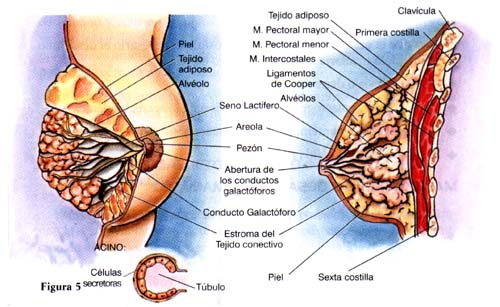 Piel
Tejido
adiposo
Alvéolo
Clavícula
Tejido adiposo
M. Pectoral mayor
Primera costilla
M. Pectoral menor
M. Intercostales
Ligamentos
de Cooper
Alvéolos
Seno Lactífero
Areola
Pezón
Abertura de
los conductos
galactóforos
Conducto Galactóforo
Estroma del
Tejido conectivo
Piel
Sexta costilla
ACINO:
Células
secretoras
Túbulo
Figura 5